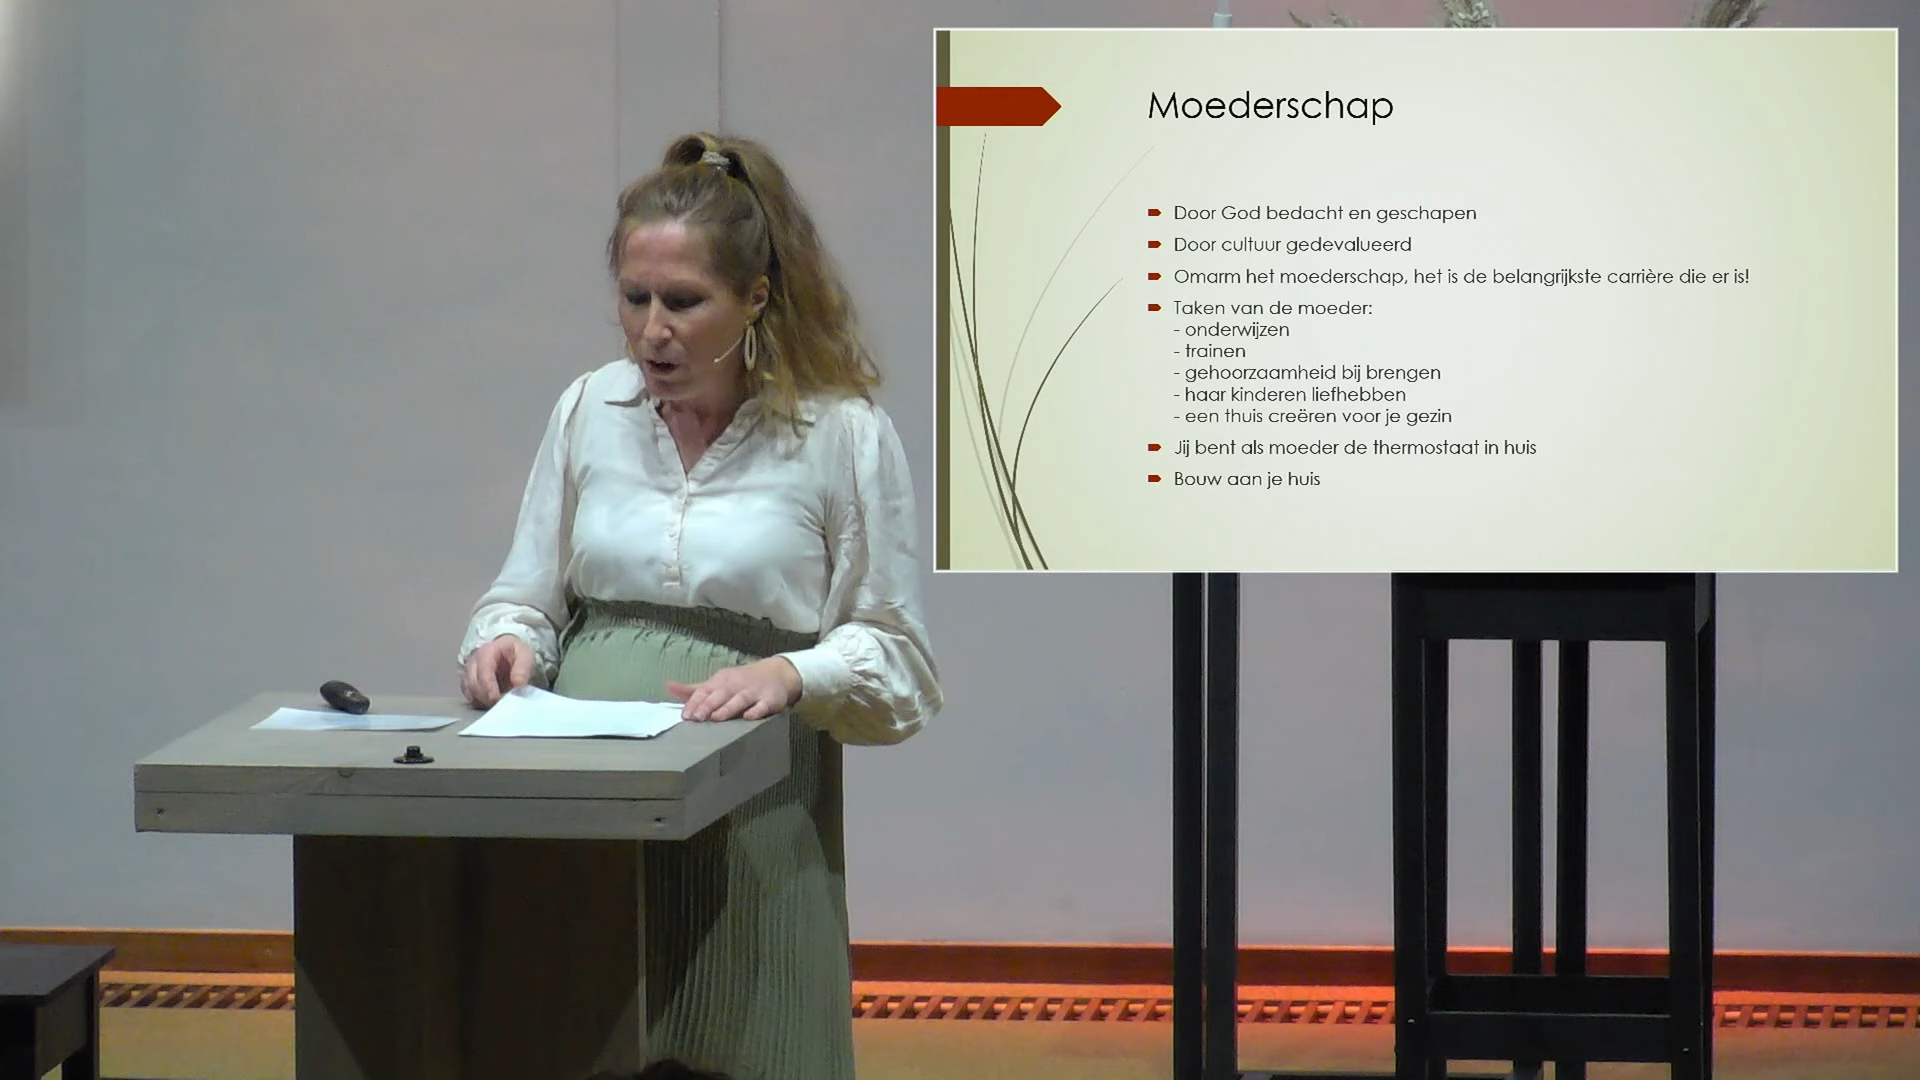 Moederschap
Door God bedacht en geschapen
Door cultuur gedevalueerd
Omarm het moederschap, het is de belangrijkste carrière die er is!
Taken van de moeder:
- onderwijzen
- trainen
- gehoorzaamheid bij brengen
- haar kinderen liefhebben
- een thuis creëren voor je gezin
Jij bent als moeder de thermostaat in huis
Bouw aan je huis